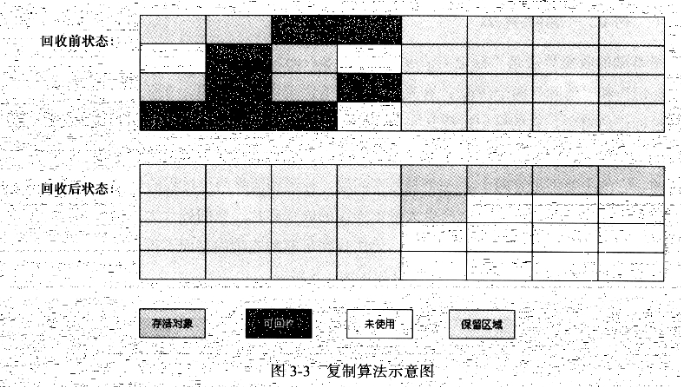 回收前状态：
回收后状态：
存活对象
可回收
未使用
保留区域
图 3-3 复制算法示意图